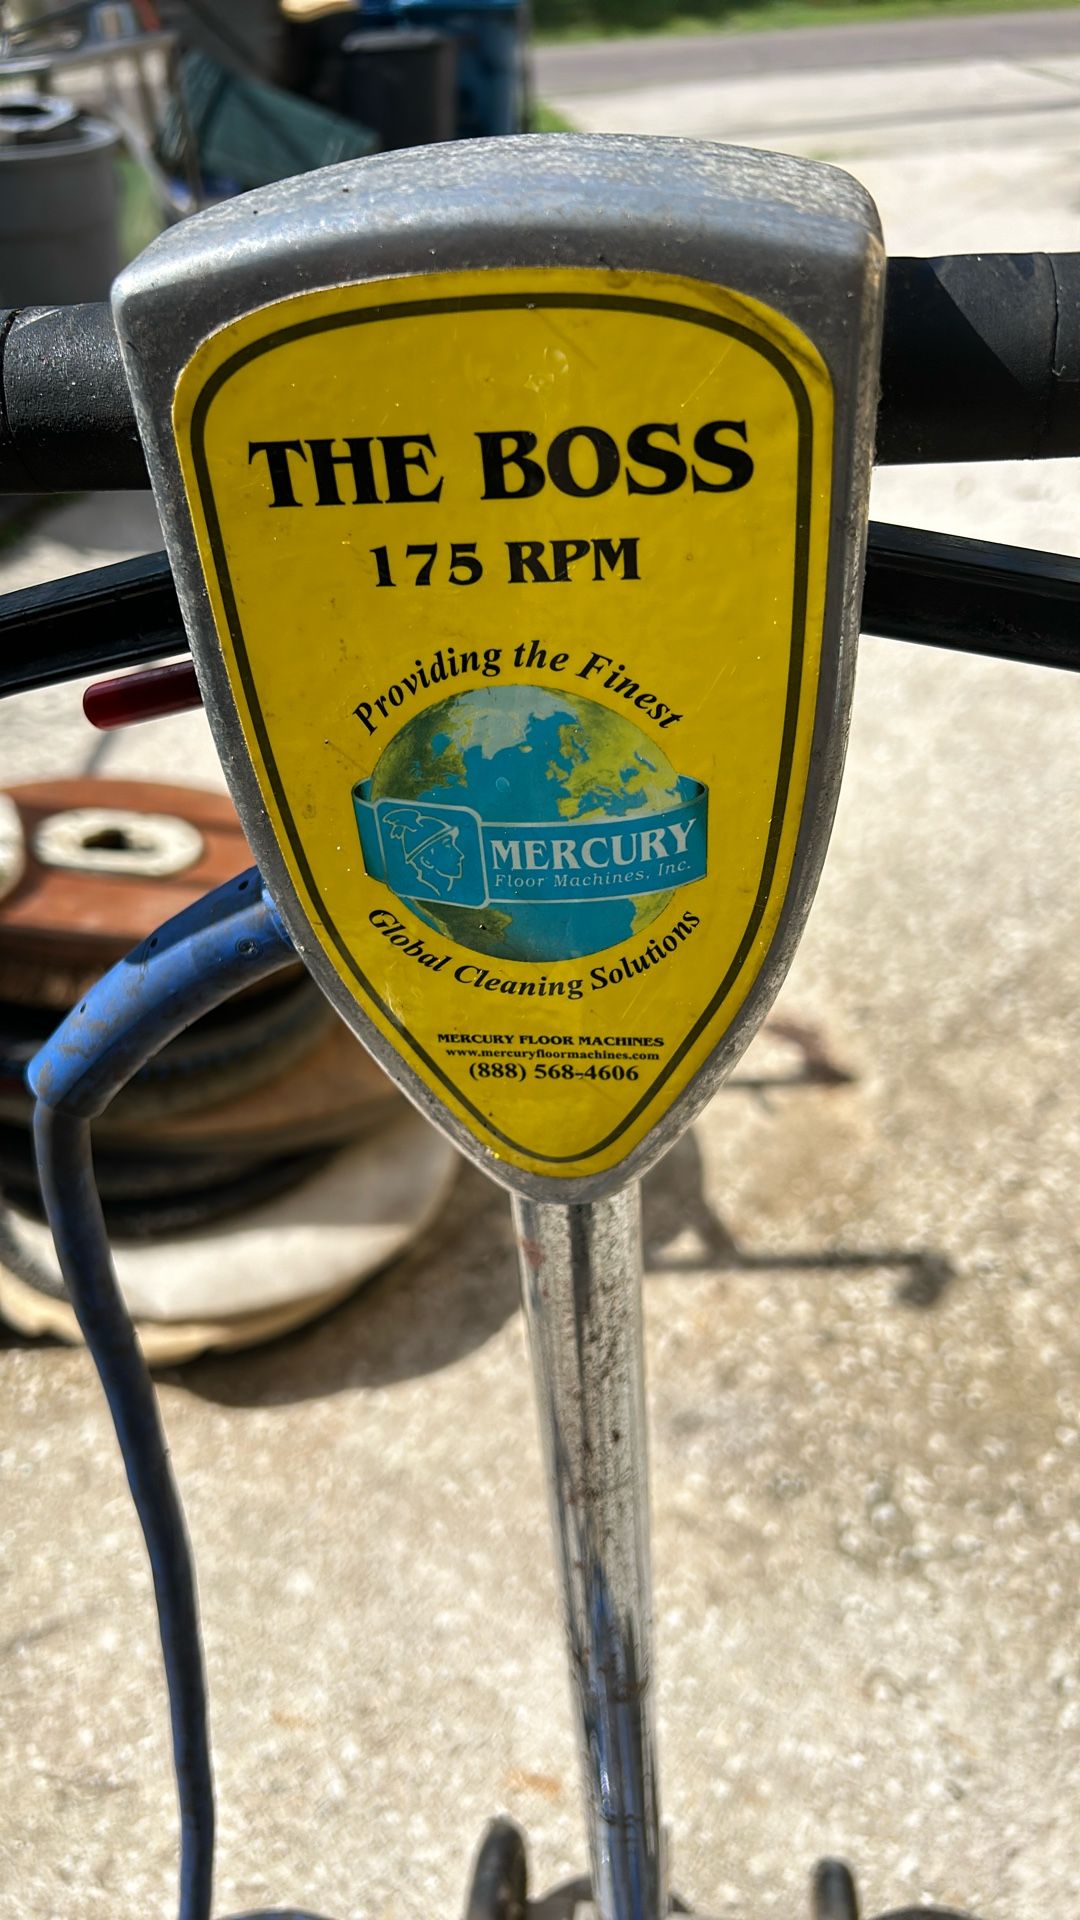 THE BOSS
175 RPM
Providing the Finest
MERCURY
Floor Machines, Inc.
Global Cleaning Solutions
MERCURY FLOOR MACHINES
www.mercuryfloormachines.com
(888) 568-4606